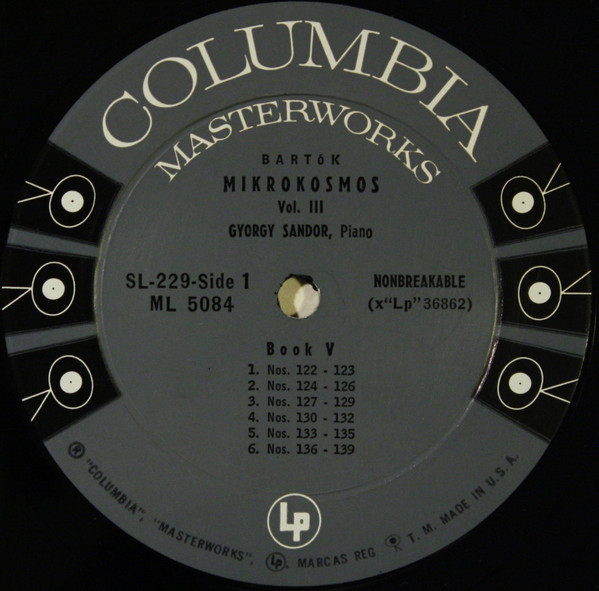 COLUMBIA
MASTERWORKS
BARTóK
MIKROKOSMOS
Vol. III
GYORGY SANDOR, Piano
SL-229-Side 1
ML 5084
NONBREAKABLE
(x"Lp" 36862)
Book V
1. Nos. 122 - 123
2. Nos. 124 - 126
3. Nos. 127 - 129
4. Nos. 130 - 132
5. Nos. 133 - 135
6. Nos. 136 - 139
Lp
® "COLUMBIA", "MASTERWORKS", Lp. MARCAS REG T. M. MADE IN U. S. A.